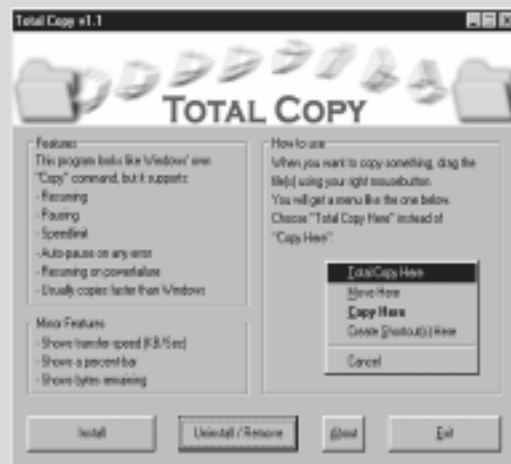 Total Copy v1.1
TOTAL COPY
Features
This program looks like Windows' own
"Copy" command, but it supports:
- Resuming
- Pausing
- Speedlimit
- Auto-pause on any error
- Resuming on powerfailure
- Usually copies faster than Windows
Minor Features
- Shows transfer speed (KB/Sec)
- Shows a percent bar
- Shows bytes remaining
How to use
When you want to copy something, drag the
file(s) using your right mousebutton.
You will get a menu like the one below.
Choose "Total Copy Here" instead of
"Copy Here":
Total Copy Here
Move Here
Copy Here
Create Shortcut(s) Here
Cancel
Install
Uninstall / Remove
About
Exit